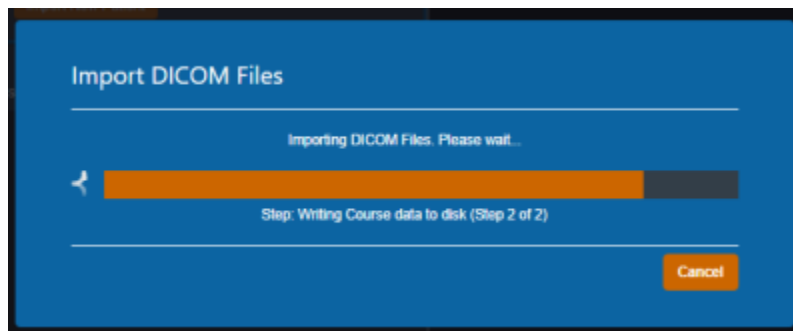 Import DICOM Files
Importing DICOM Files. Please wait...
Step: Writing Course data to disk (Step 2 of 2)
Cancel